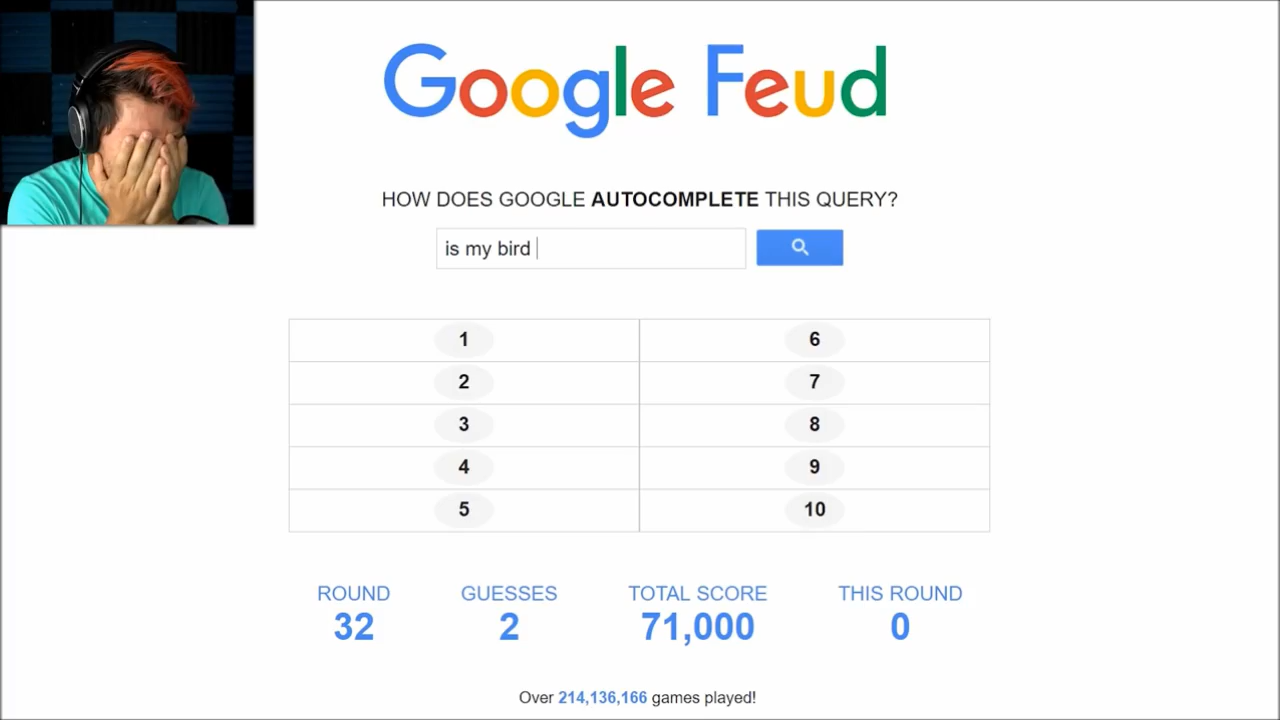 Google Feud
HOW DOES GOOGLE AUTOCOMPLETE THIS QUERY?
is my bird
1 6
2 7
3 8
4 9
5 10
ROUND GUESSES TOTAL SCORE THIS ROUND
32 2 71,000 0
Over 214,136,166 games played!